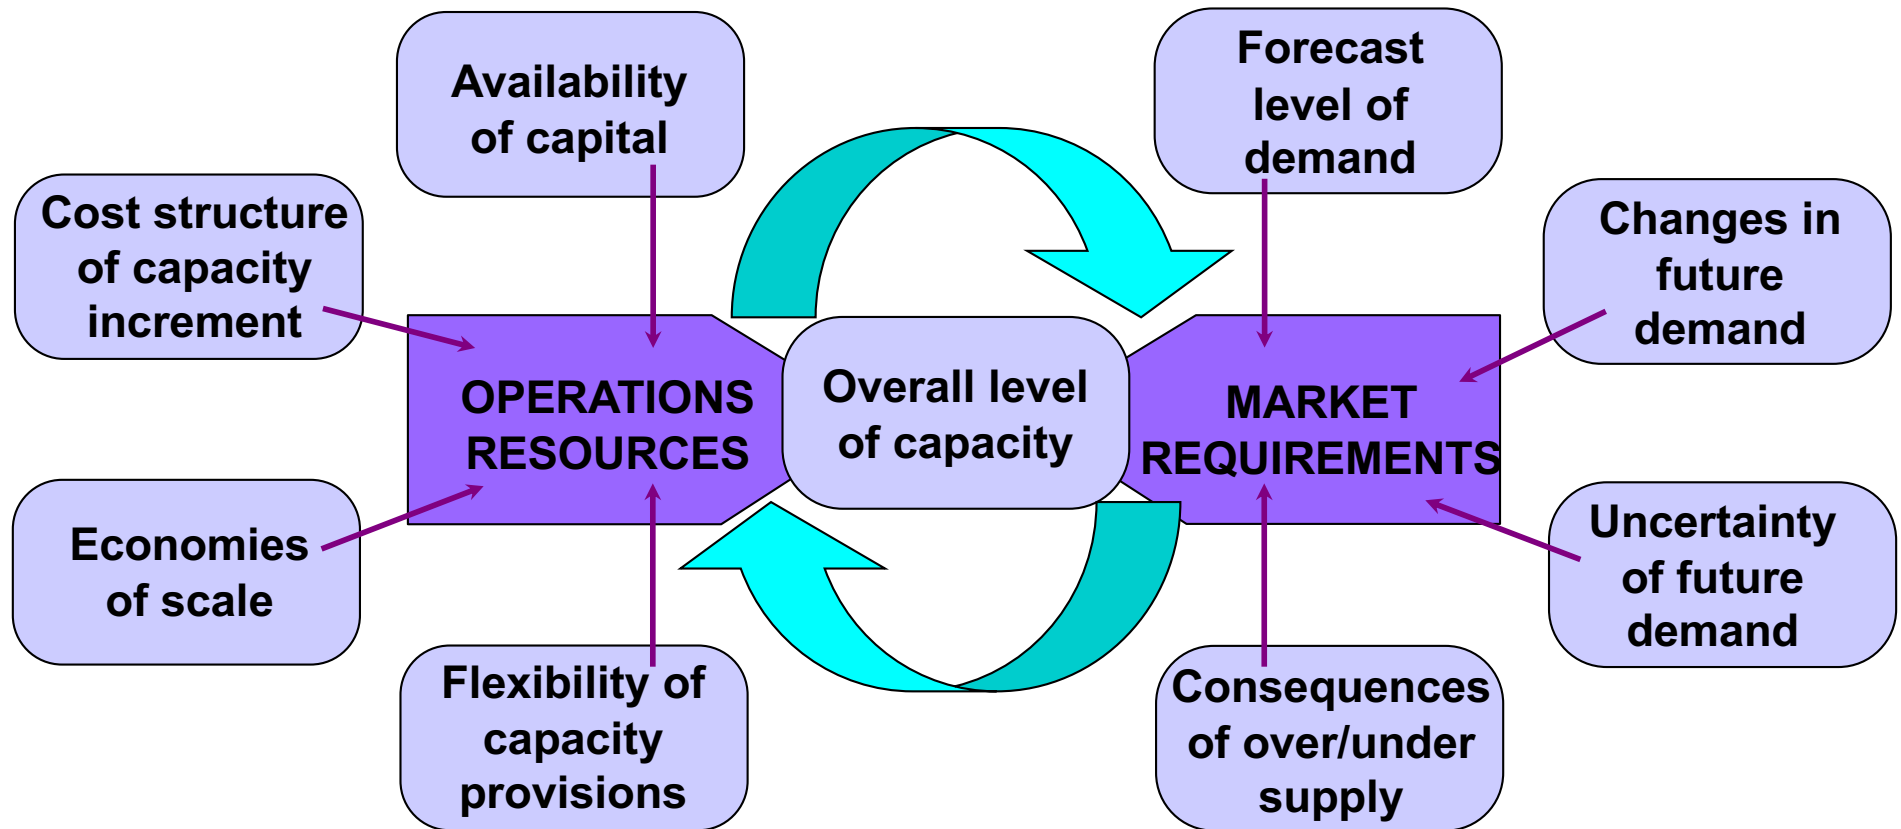 Availability
of capital
Forecast
level of
demand
Cost structure
of capacity
increment
Changes in
future
demand
OPERATIONS
RESOURCES
Overall level
of capacity
MARKET
REQUIREMENTS
Economies
of scale
Uncertainty
of future
demand
Flexibility of
capacity
provisions
Consequences
of over/under
supply